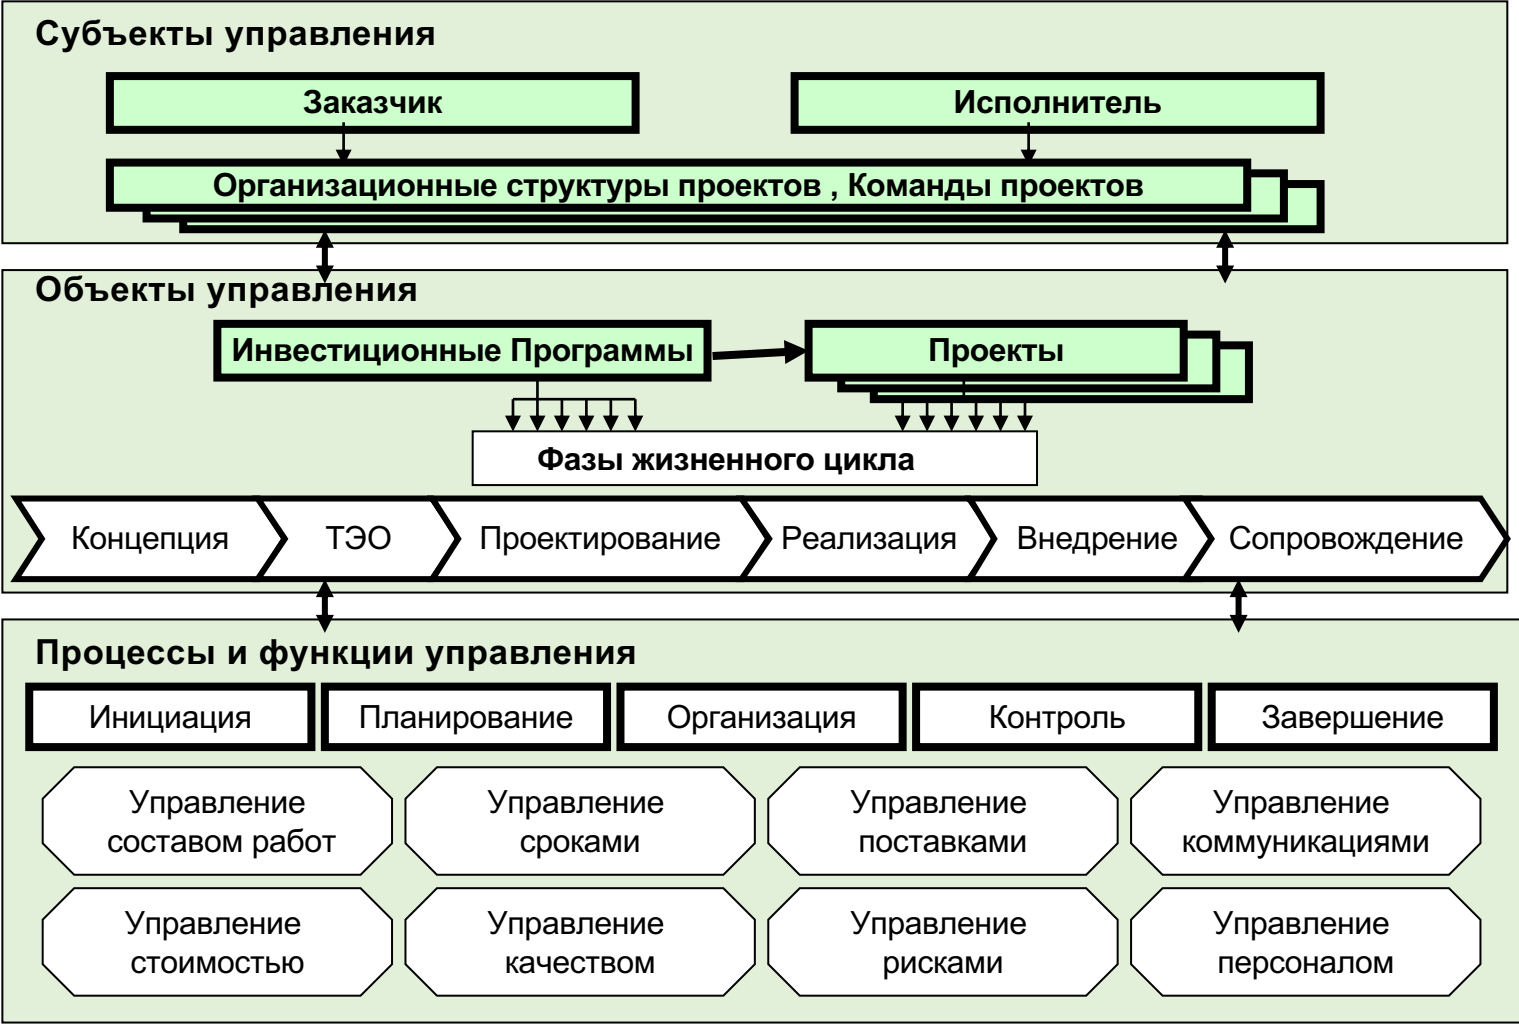 Субъекты управления
Заказчик
Исполнитель
Организационные структуры проектов , Команды проектов
Объекты управления
Инвестиционные Программы
Проекты
Фазы жизненного цикла
Концепция
ТЭО
Проектирование
Реализация
Внедрение
Сопровождение
Процессы и функции управления
Инициация
Планирование
Организация
Контроль
Завершение
Управление
составом работ
Управление
сроками
Управление
поставками
Управление
коммуникациями
Управление
стоимостью
Управление
качеством
Управление
рисками
Управление
персоналом